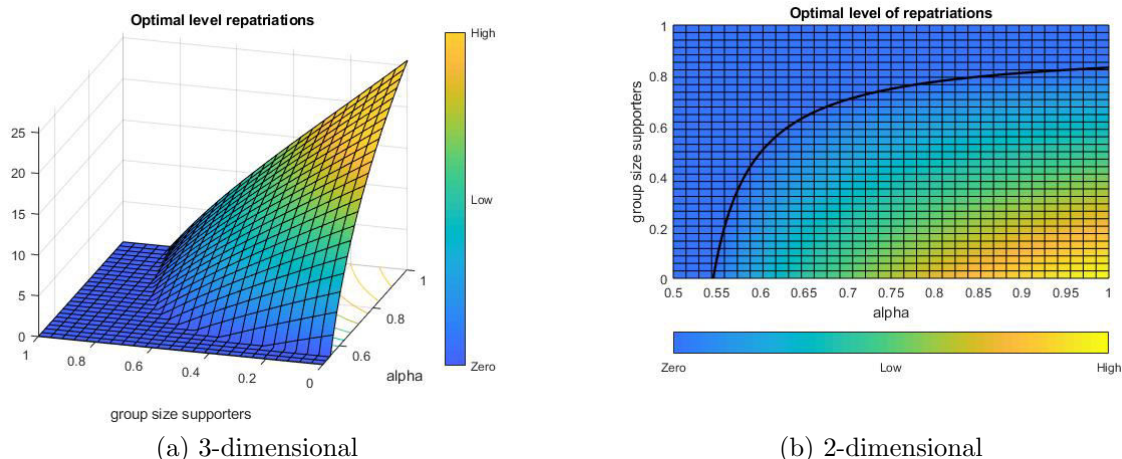 Optimal level repatriations
High
25
20
15
10
5
0
1
0.8
0.6
0.4
0.2
0
1
0.8
0.6
alpha
group size supporters
Low
Zero
(a) 3-dimensional
Optimal level of repatriations
1
0.8
0.6
0.4
0.2
0
group size supporters
0.5 0.55 0.6 0.65 0.7 0.75 0.8 0.85 0.9 0.95 1
alpha
Zero Low High
(b) 2-dimensional